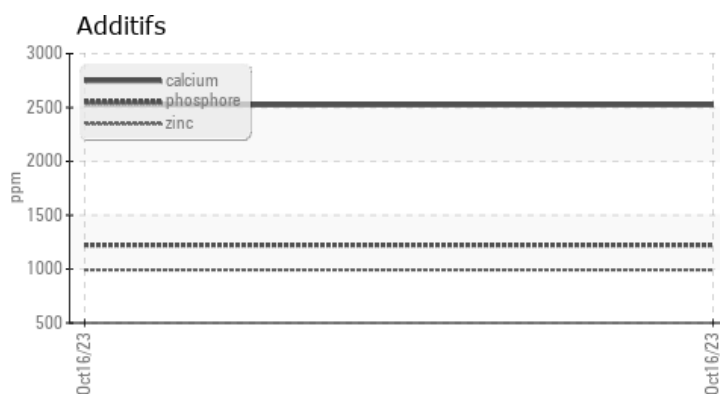 Additifs
3000
2500
2000
1500
1000
500
ppm
calcium
phosphore
zinc
Oct16/23
Oct16/23